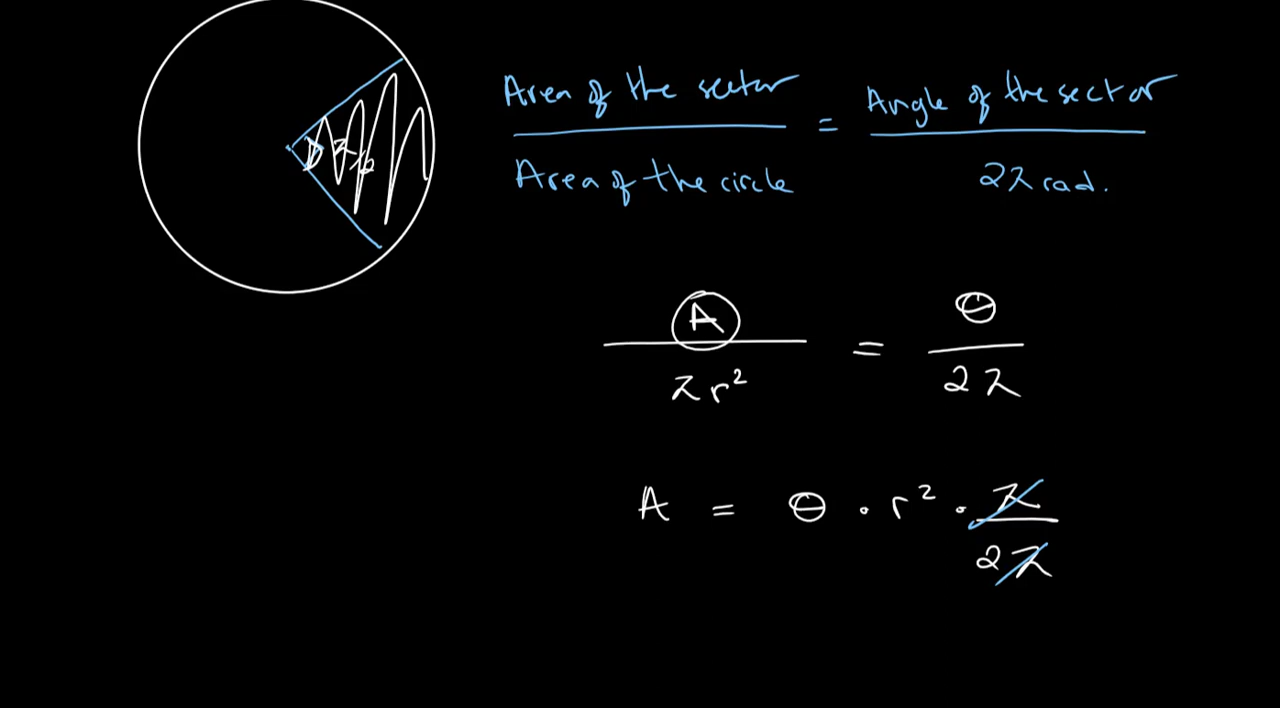 Area of the sector / Area of the circle = Angle of the sector / 2π rad.
A / πr² = θ / 2π
A = θ · r² · π / 2π